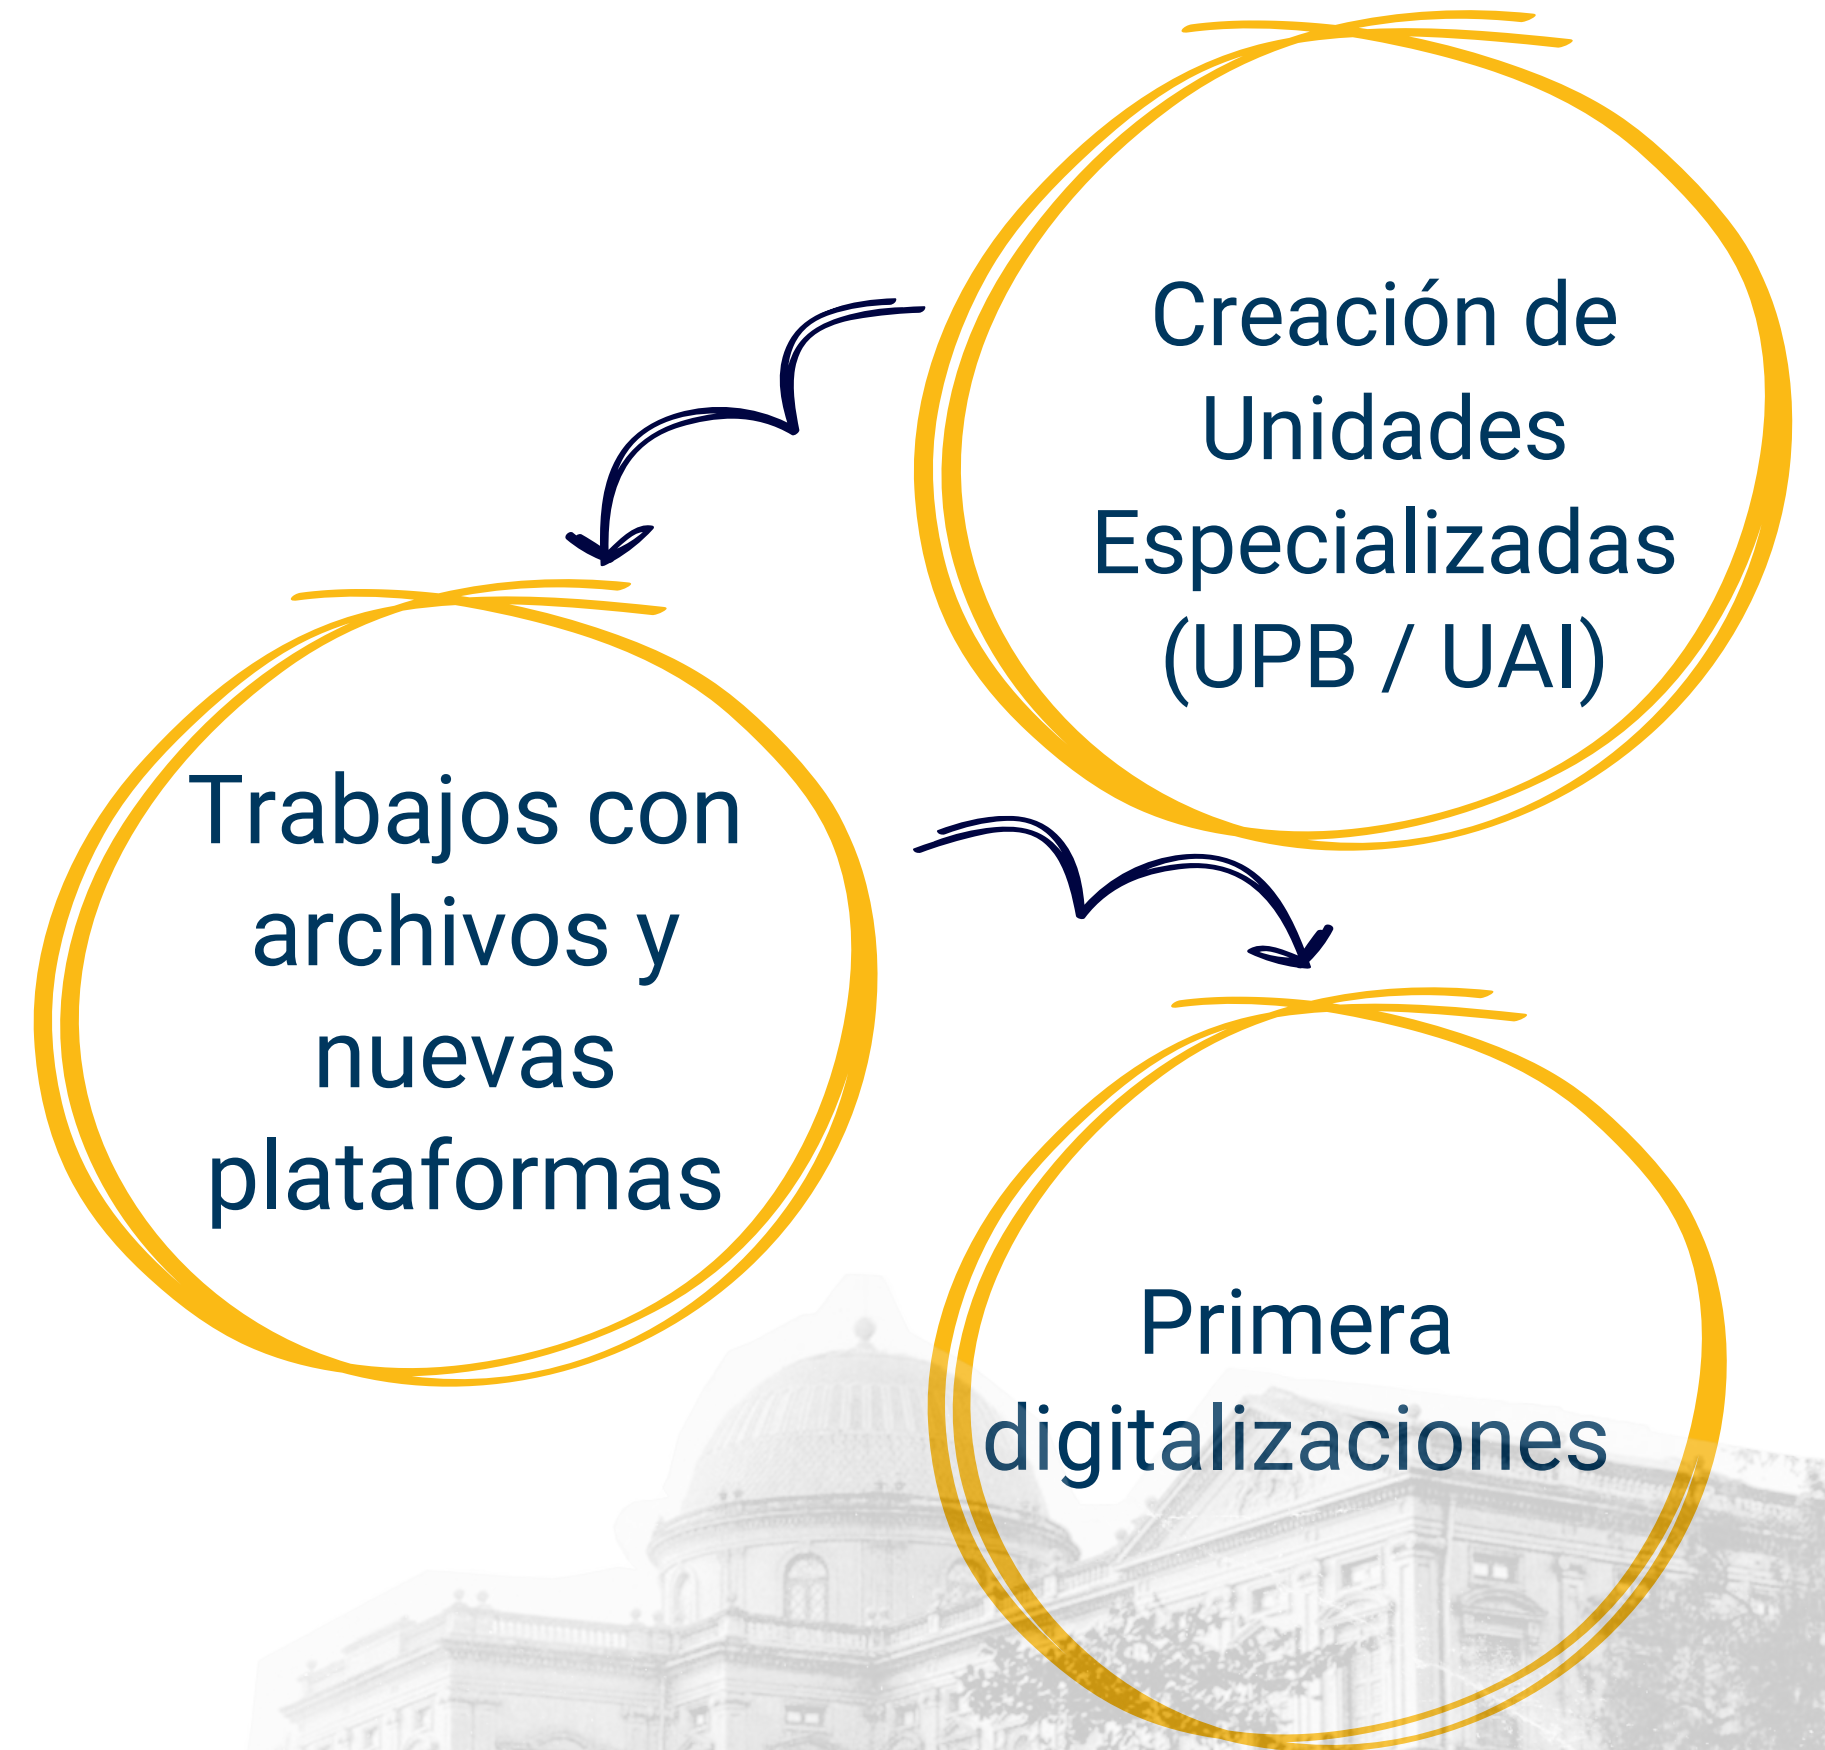 Creación de
Unidades
Especializadas
(UPB / UAI)
Trabajos con
archivos y
nuevas
plataformas
Primera
digitalizaciones